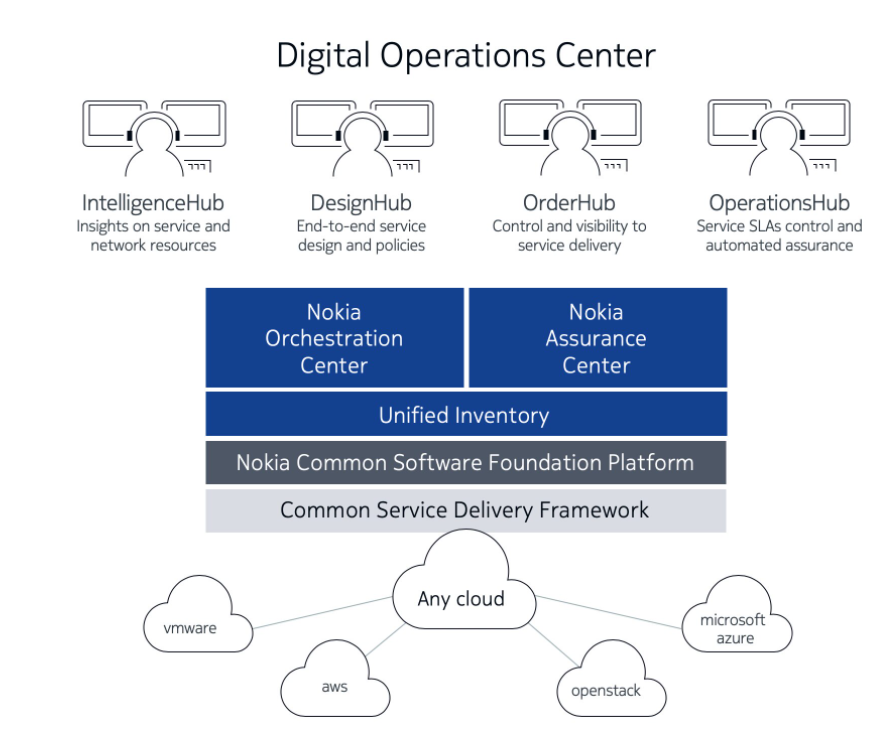 Digital Operations Center
IntelligenceHub
Insights on service and
network resources
DesignHub
End-to-end service
design and policies
OrderHub
Control and visibility to
service delivery
OperationsHub
Service SLAs control and
automated assurance
Nokia
Orchestration
Center
Nokia
Assurance
Center
Unified Inventory
Nokia Common Software Foundation Platform
Common Service Delivery Framework
Any cloud
vmware
aws
openstack
microsoft
azure